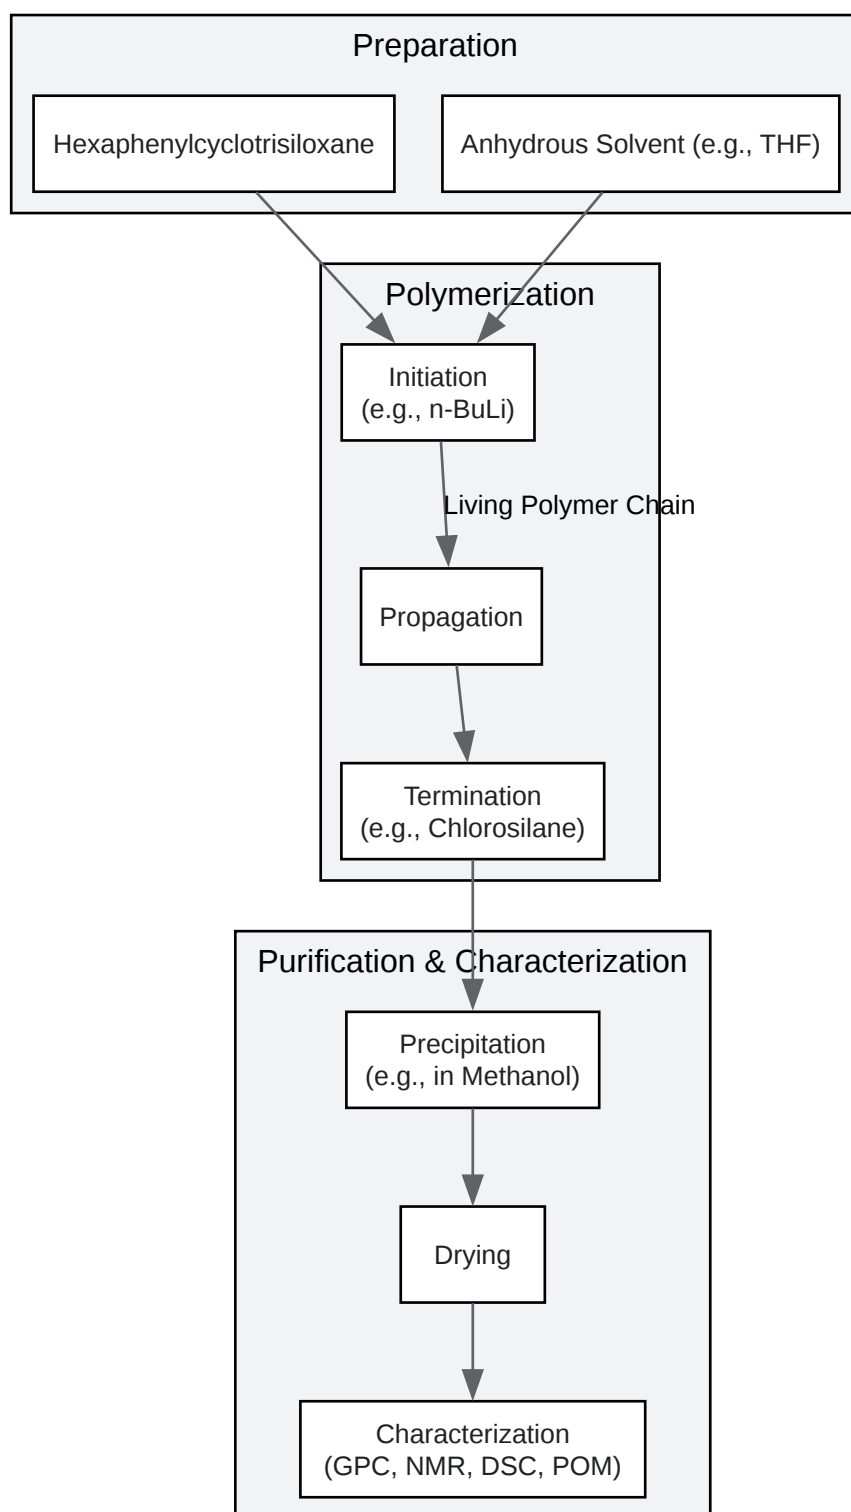 Preparation
Hexaphenylcyclotrisiloxane
Anhydrous Solvent (e.g., THF)
Polymerization
Initiation
(e.g., n-BuLi)
Living Polymer Chain
Propagation
Termination
(e.g., Chlorosilane)
Purification & Characterization
Precipitation
(e.g., in Methanol)
Drying
Characterization
(GPC, NMR, DSC, POM)